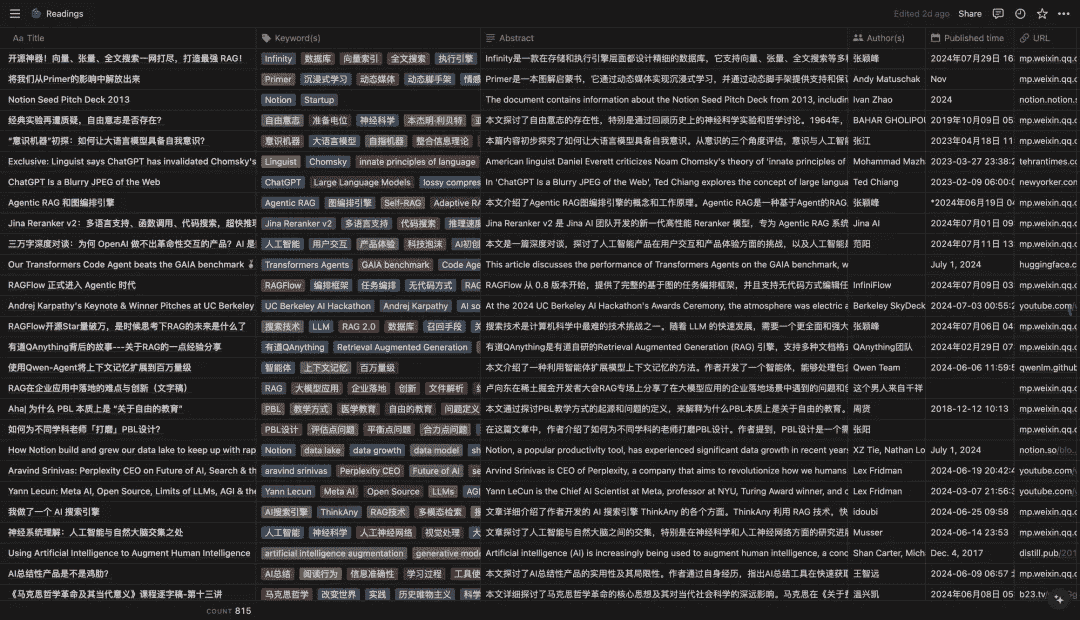 Readings Edited 2d ago Share
Aa Title Keyword(s) Abstract Author(s) Published time URL
开源神器！向量、张量、全文搜索一网打尽，打造最强 RAG！ Infinity 数据库 向量索引 全文搜索 执行引擎 Infinity是一款在存储和执行引擎层面都设计精细的数据库，它支持向量、张量、全文搜索等多 张颖峰 2024年07月29日 16 mp.weixin.qq.c
将我们从Primer的影响中解放出来 Primer 沉浸式学习 动态媒体 动态脚手架 情感 Primer是一本图解启蒙书，它通过动态媒体实现沉浸式学习，并通过动态脚手架提供支持和保 Andy Matuschak Nov mp.weixin.qq.c
Notion Seed Pitch Deck 2013 Notion Startup The document contains information about the Notion Seed Pitch Deck from 2013, includin Ivan Zhao 2024 notion.notion.s
经典实验再遭质疑，自由意志是否存在？ 自由意志 准备电位 神经科学 本杰明·利贝特 本文探讨了自由意志的存在性，特别是通过回顾历史上的神经科学实验和哲学讨论。1964年， BAHAR GHOLIPOU 2019年10月09日 05 mp.weixin.qq.c
“意识机器”初探：如何让大语言模型具备自我意识？ 意识机器 大语言模型 自指机器 整合信息理论 本篇内容初步探究了如何让大语言模型具备自我意识。从意识的三个角度评估，意识与人工智 张江 2023年04月18日 11 mp.weixin.qq.c
Exclusive: Linguist says ChatGPT has invalidated Chomsky's Linguist Chomsky innate principles of language American linguist Daniel Everett criticizes Noam Chomsky's theory of 'innate principles of Mohammad Mazh 2023-03-27 23:38:2 tehrantimes.c
ChatGPT Is a Blurry JPEG of the Web ChatGPT Large Language Models lossy compres In 'ChatGPT Is a Blurry JPEG of the Web', Ted Chiang explores the concept of large langua Ted Chiang 2023-02-09 06:00:0 newyorker.con
Agentic RAG 和图编排引擎 Agentic RAG 图编排引擎 Self-RAG Adaptive RA 本文介绍了Agentic RAG图编排引擎的概念和工作原理。Agentic RAG是一种基于Agent的RAG, 张颖峰 *2024年06月19日 04 mp.weixin.qq.c
Jina Reranker v2：多语言支持、函数调用、代码搜索，超快推 Jina Reranker v2 多语言支持 代码搜索 推理速度 Jina Reranker v2 是 Jina AI 团队开发的新一代高性能 Reranker 模型，专为 RAG 系统 Jina AI 2024年07月01日 09 mp.weixin.qq.c
三万字深度对谈：为何 OpenAI 做不出革命性交互的产品？AI 是 人工智能 用户交互 产品体验 科技泡沫 AI初创 本文是一篇深度对谈，探讨了人工智能产品在用户交互和产品体验方面的挑战，以及人工智能 范阳 2024年07月11日 13 mp.weixin.qq.c
Our Transformers Code Agent beats the GAIA benchmark Transformers Agents GAIA benchmark Code Age This article discusses the performance of Transformers Agents on the GAIA benchmark, w July 1, 2024 huggingface.c
RAGFlow 正式进入 Agentic 时代 RAGFlow 编排框架 任务编排 无代码方式 RAG RAGFlow 从 0.8 版本开始，提供了完整的基于图的任务编排框架，并且支持无代码方式编辑任 InfiniFlow 2024年07月09日 03 mp.weixin.qq.c
Andrej Karpathy's Keynote & Winner Pitches at UC Berkeley UC Berkeley AI Hackathon Andrej Karpathy AI so At the 2024 UC Berkeley AI Hackathon's Awards Ceremony, the atmosphere was electric a Berkeley SkyDeck 2024-07-03 00:55:2 youtube.com/
RAGFlow开源Star量破万，是时候思考下RAG的未来是什么了 搜索技术 LLM RAG 2.0 数据库 召回手段 搜索技术是计算机科学中最难的技术挑战之一。随着 LLM 的快速发展，需要一个更全面和强大 张颖峰 2024年07月06日 04 mp.weixin.qq.c
有道QAnything背后的故事---关于RAG的一点经验分享 有道QAnything Retrieval Augmented Generation 有道QAnything是有道自研的Retrieval Augmented Generation (RAG) 引擎，支持多种文档格 QAnything团队 2024年02月29日 07 mp.weixin.qq.c
使用Qwen-Agent将上下文记忆扩展到百万量级 智能体 上下文记忆 百万量级 本文介绍了一种利用智能体扩展模型上下文记忆的方法。作者开发了一个智能体，能够处理包含 Qwen Team 2024-06-06 11:59:5 qwenlm.github
RAG在企业应用中落地的难点与创新（文字稿） RAG 大模型应用 企业落地 创新 文件解析 卢向东在稀土掘金开发者大会RAG专场上分享了在大模型应用的企业落地场景中遇到的问题和创 这个男人来自千祥 mp.weixin.qq.c
Aha| 为什么 PBL 本质上是 “关于自由的教育” PBL 教学方式 医学教育 自由的教育 问题定义 本文通过探讨PBL教学方式的起源和问题的定义，来解释为什么PBL本质上是关于自由的教育。 周贤 2018-12-12 10:13 mp.weixin.qq.c
如何为不同学科老师「打磨」PBL设计？ PBL设计 评估点问题 平衡点问题 合力点问题 在这篇文章中，作者介绍了如何为不同学科的老师打磨PBL设计。作者提到，PBL设计是一个需 张阳 mp.weixin.qq.c
How Notion build and grew our data lake to keep up with rap Notion data lake data growth data model sh Notion, a popular productivity tool, has experienced significant data growth in recent years XZ Tie, Nathan Lo July 1, 2024 notion.so/blo
Aravind Srinivas: Perplexity CEO on Future of AI, Search & th aravind srinivas Perplexity CEO Future of AI se Arvind Srinivas is CEO of Perplexity, a company that aims to revolutionize how we humans Lex Fridman 2024-06-19 20:42:4 youtube.com/
Yann Lecun: Meta AI, Open Source, Limits of LLMs, AGI & the Yann Lecun Meta AI Open Source LLMs AGI Yann LeCun is the Chief AI Scientist at Meta, professor at NYU, Turing Award winner, and c Lex Fridman 2024-03-07 21:56:3 youtube.com/
我做了一个 AI 搜索引擎 AI搜索引擎 ThinkAny RAG技术 多模态检索 文章详细介绍了作者开发的 AI 搜索引擎 ThinkAny 的各个方面。ThinkAny 利用 RAG 技术，快 idoubi 2024-06-25 09:58 mp.weixin.qq.c
神经系统理解：人工智能与自然大脑交集之处 人工智能 神经科学 人工神经网络 视觉处理 大 文章探讨了人工智能与自然大脑之间的交集，特别是在神经科学和人工神经网络方面的研究进 Musser 2024-06-14 23:53 mp.weixin.qq.c
Using Artificial Intelligence to Augment Human Intelligence artificial intelligence augmentation generative mode Artificial intelligence (AI) is increasingly being used to augment human intelligence, a conc Shan Carter, Mich Dec. 4, 2017 distill.pub/201
AI总结性产品是不是鸡肋？ AI总结 阅读行为 信息准确性 学习过程 工具使 本文探讨了AI总结性产品的实用性及其局限性。作者通过自身经历，指出AI总结工具在快速获取 王智远 2024-06-09 06:57 mp.weixin.qq.c
《马克思哲学革命及其当代意义》课程逐字稿-第十三讲 马克思哲学 改变世界 实践 历史唯物主义 科学 本文详细探讨了马克思哲学革命的核心思想及其对当代社会科学的深远影响。马克思在《关于费 温兴凯 2024年06月08日 05 b23.tv/
COUNT 815